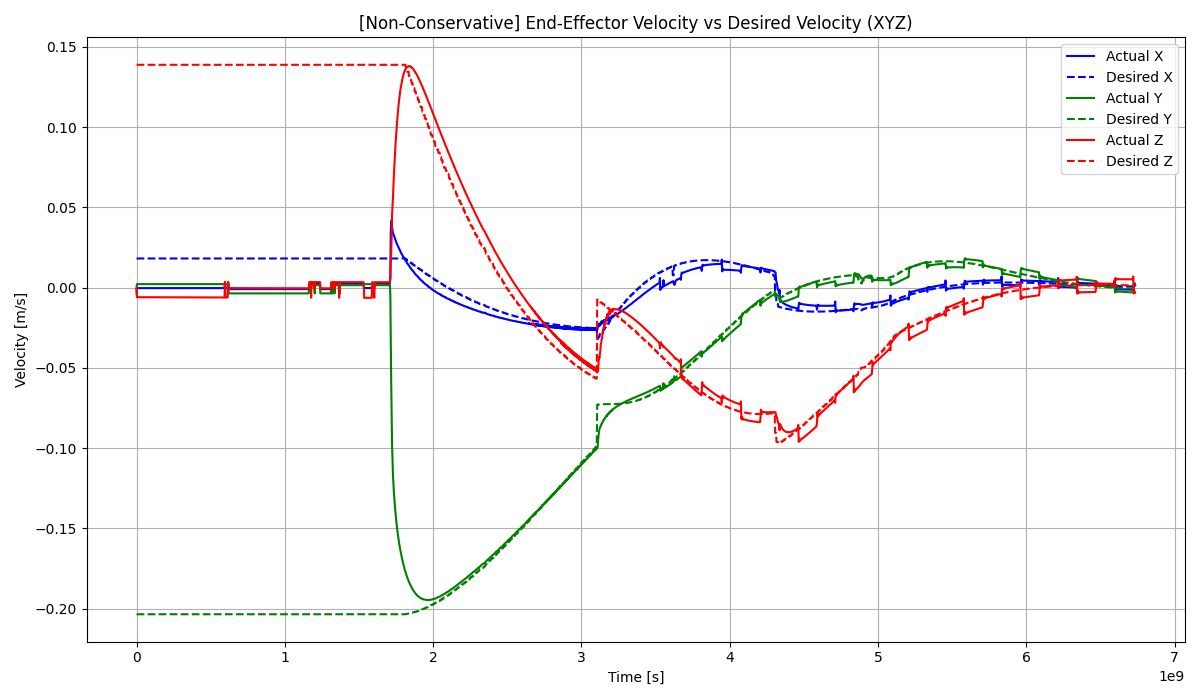 [Non-Conservative] End-Effector Velocity vs Desired Velocity (XYZ)
Velocity [m/s]
0.15
0.10
0.05
0.00
−0.05
−0.10
−0.15
−0.20
Actual X
Desired X
Actual Y
Desired Y
Actual Z
Desired Z
0 1 2 3 4 5 6 7
1e9
Time [s]